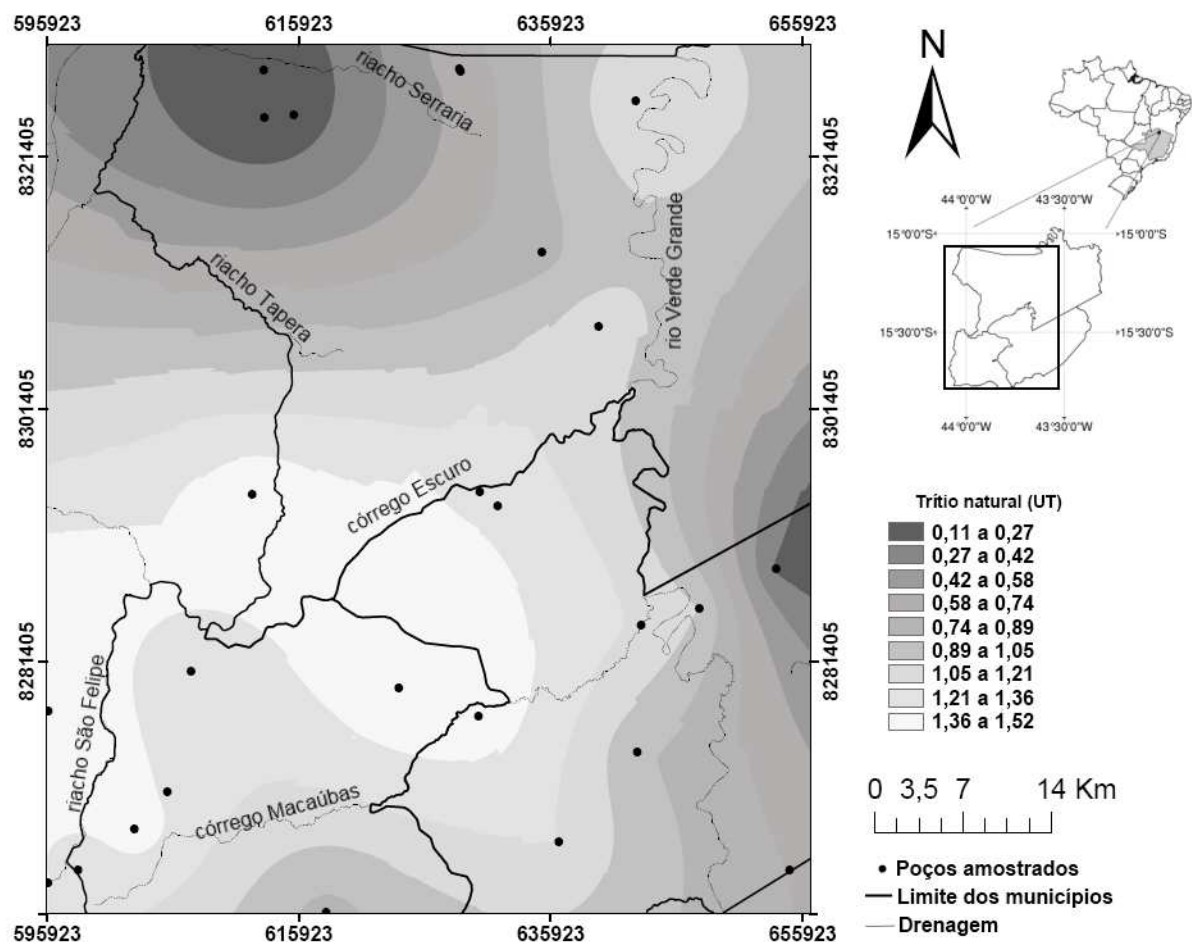 595923 615923 635923 655923
8321405
8301405
8281405
riacho Serraria
riacho Tapera
rio Verde Grande
córrego Escuro
riacho São Felipe
córrego Macaúbas
8321405
8301405
8281405
595923 615923 635923 655923
N
44°0'0"W 43°30'0"W
15°0'0"S 15°0'0"S
15°30'0"S 15°30'0"S
44°0'0"W 43°30'0"W
Trítio natural (UT)
0,11 a 0,27
0,27 a 0,42
0,42 a 0,58
0,58 a 0,74
0,74 a 0,89
0,89 a 1,05
1,05 a 1,21
1,21 a 1,36
1,36 a 1,52
0 3,5 7 14 Km
Poços amostrados
Limite dos municípios
Drenagem